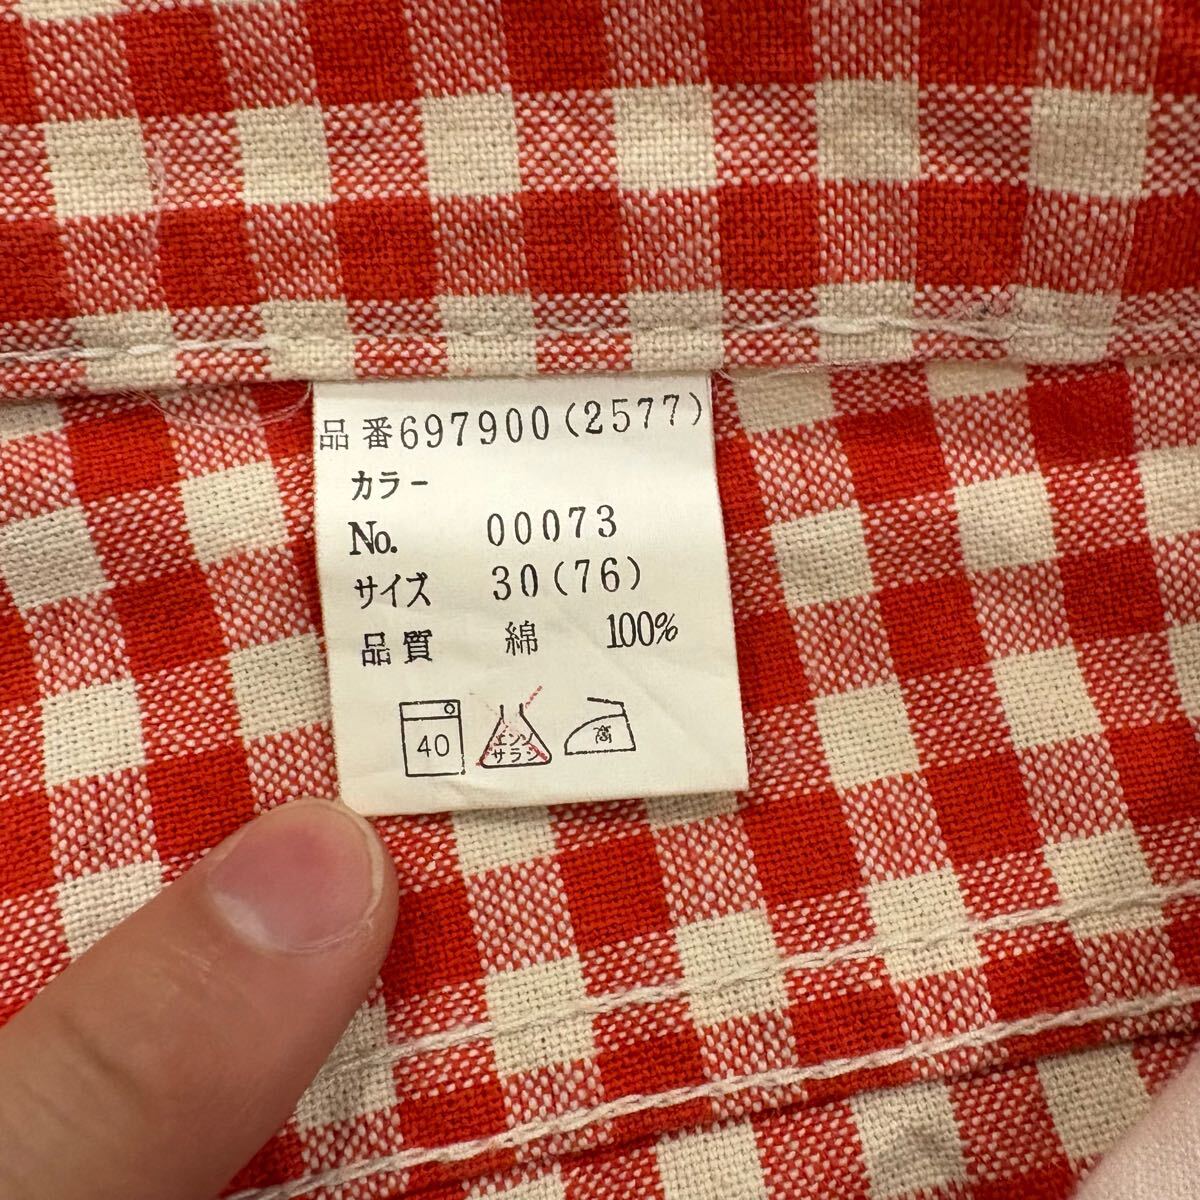 品番697900(2577)
カラー
No. 00073
サイズ 30(76)
品質 綿 100%
40
エンソ
サラシ
高